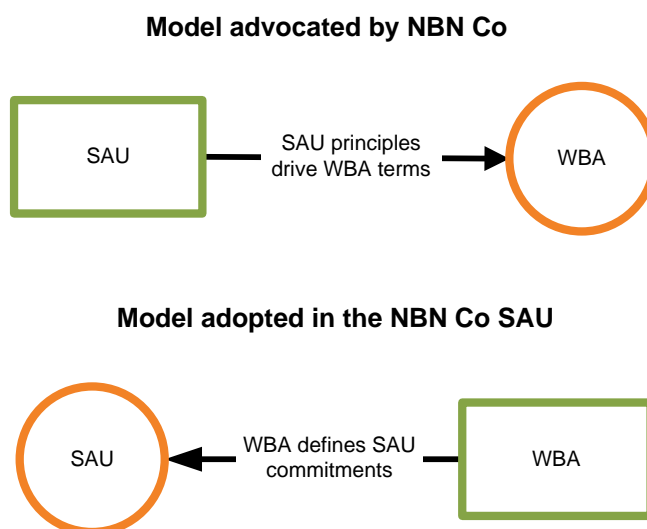 Model advocated by NBN Co
SAU
SAU principles
drive WBA terms
WBA
Model adopted in the NBN Co SAU
SAU
WBA defines SAU
commitments
WBA